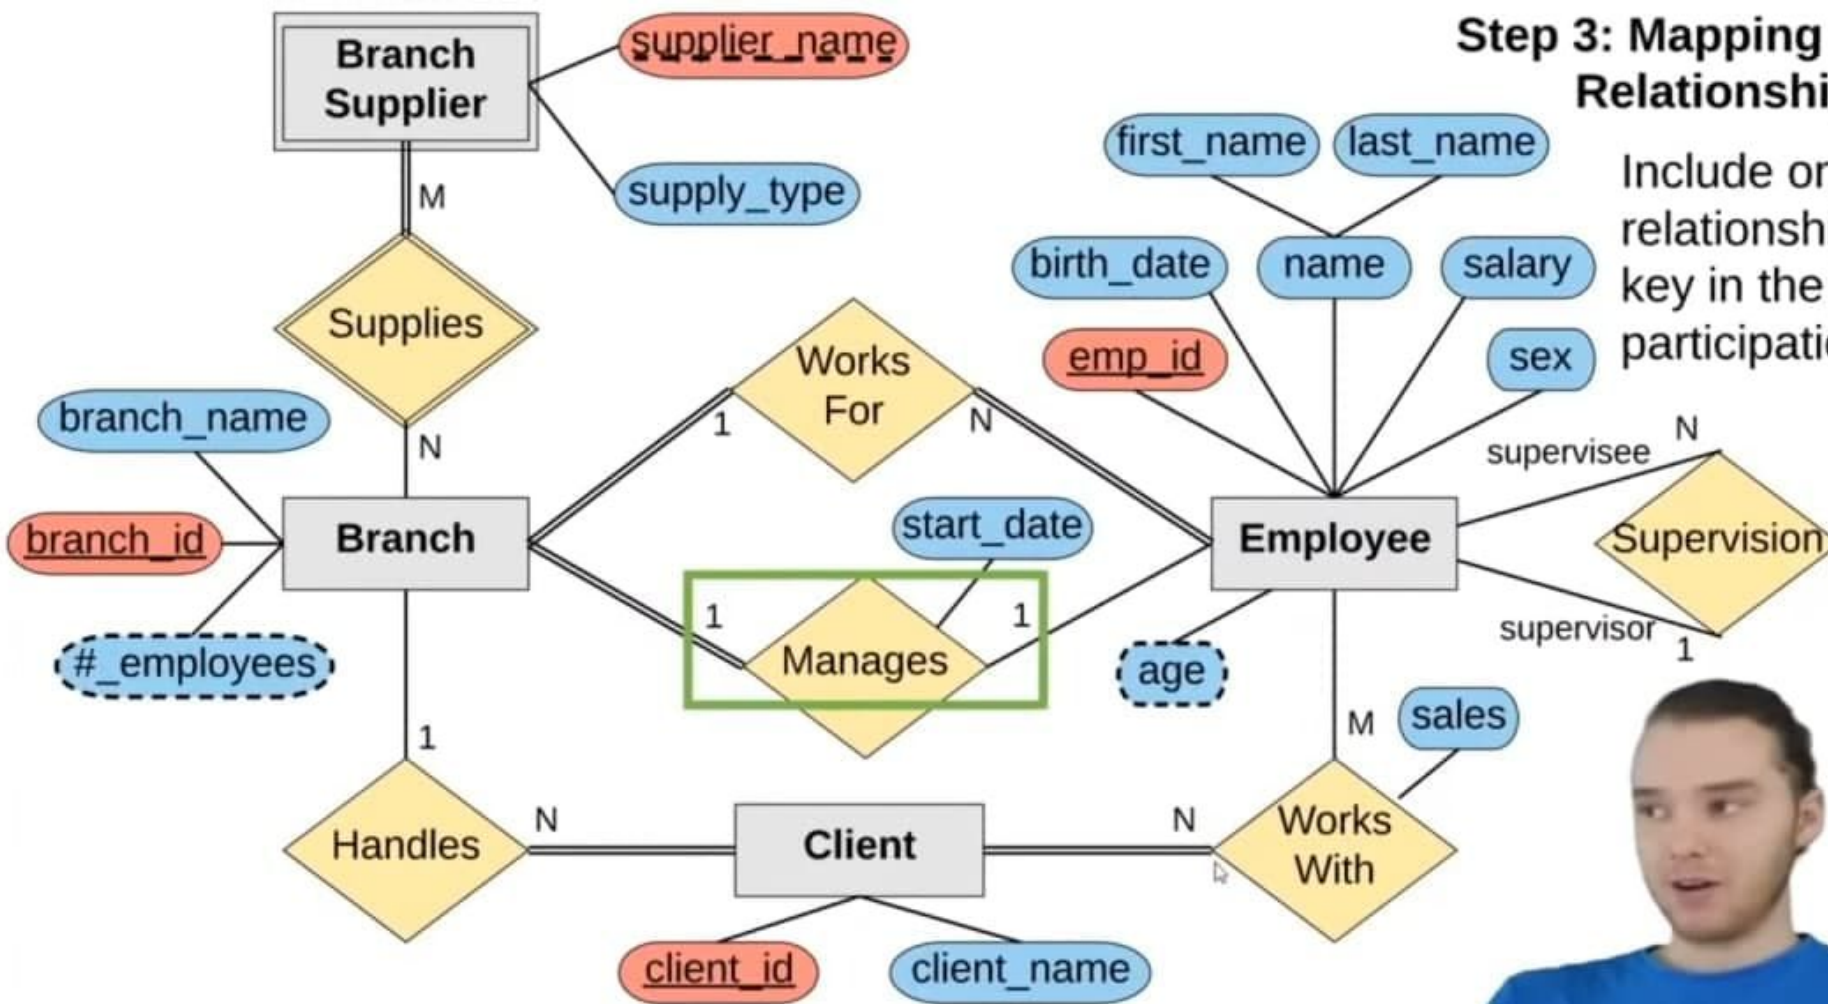 Branch
Supplier
supplier_name
supply_type
M
Supplies
N
branch_name
branch_id
#_employees
Branch
1
Handles
N
Client
client_id
client_name
N
Works
With
M
sales
Works
For
1
N
start_date
1
1
Manages
Employee
emp_id
birth_date
name
first_name
last_name
salary
sex
age
supervisee
N
Supervision
supervisor
1
Step 3: Mapping
Relationshi
Include or
relationsh
key in the
participati